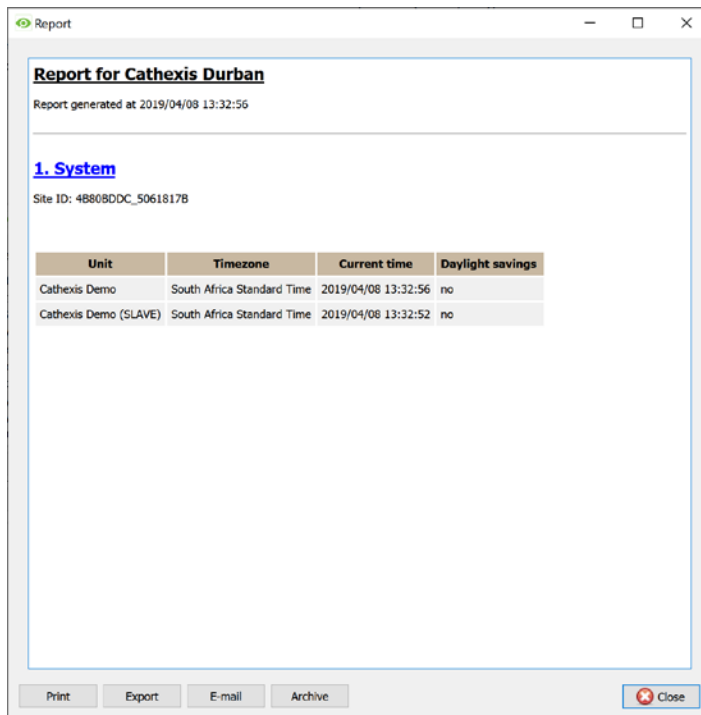 Report
Report for Cathexis Durban
Report generated at 2019/04/08 13:32:56
1. System
Site ID: 4B80BDDC_5061817B
Unit Timezone Current time Daylight savings
Cathexis Demo South Africa Standard Time 2019/04/08 13:32:56 no
Cathexis Demo (SLAVE) South Africa Standard Time 2019/04/08 13:32:52 no
Print Export E-mail Archive Close